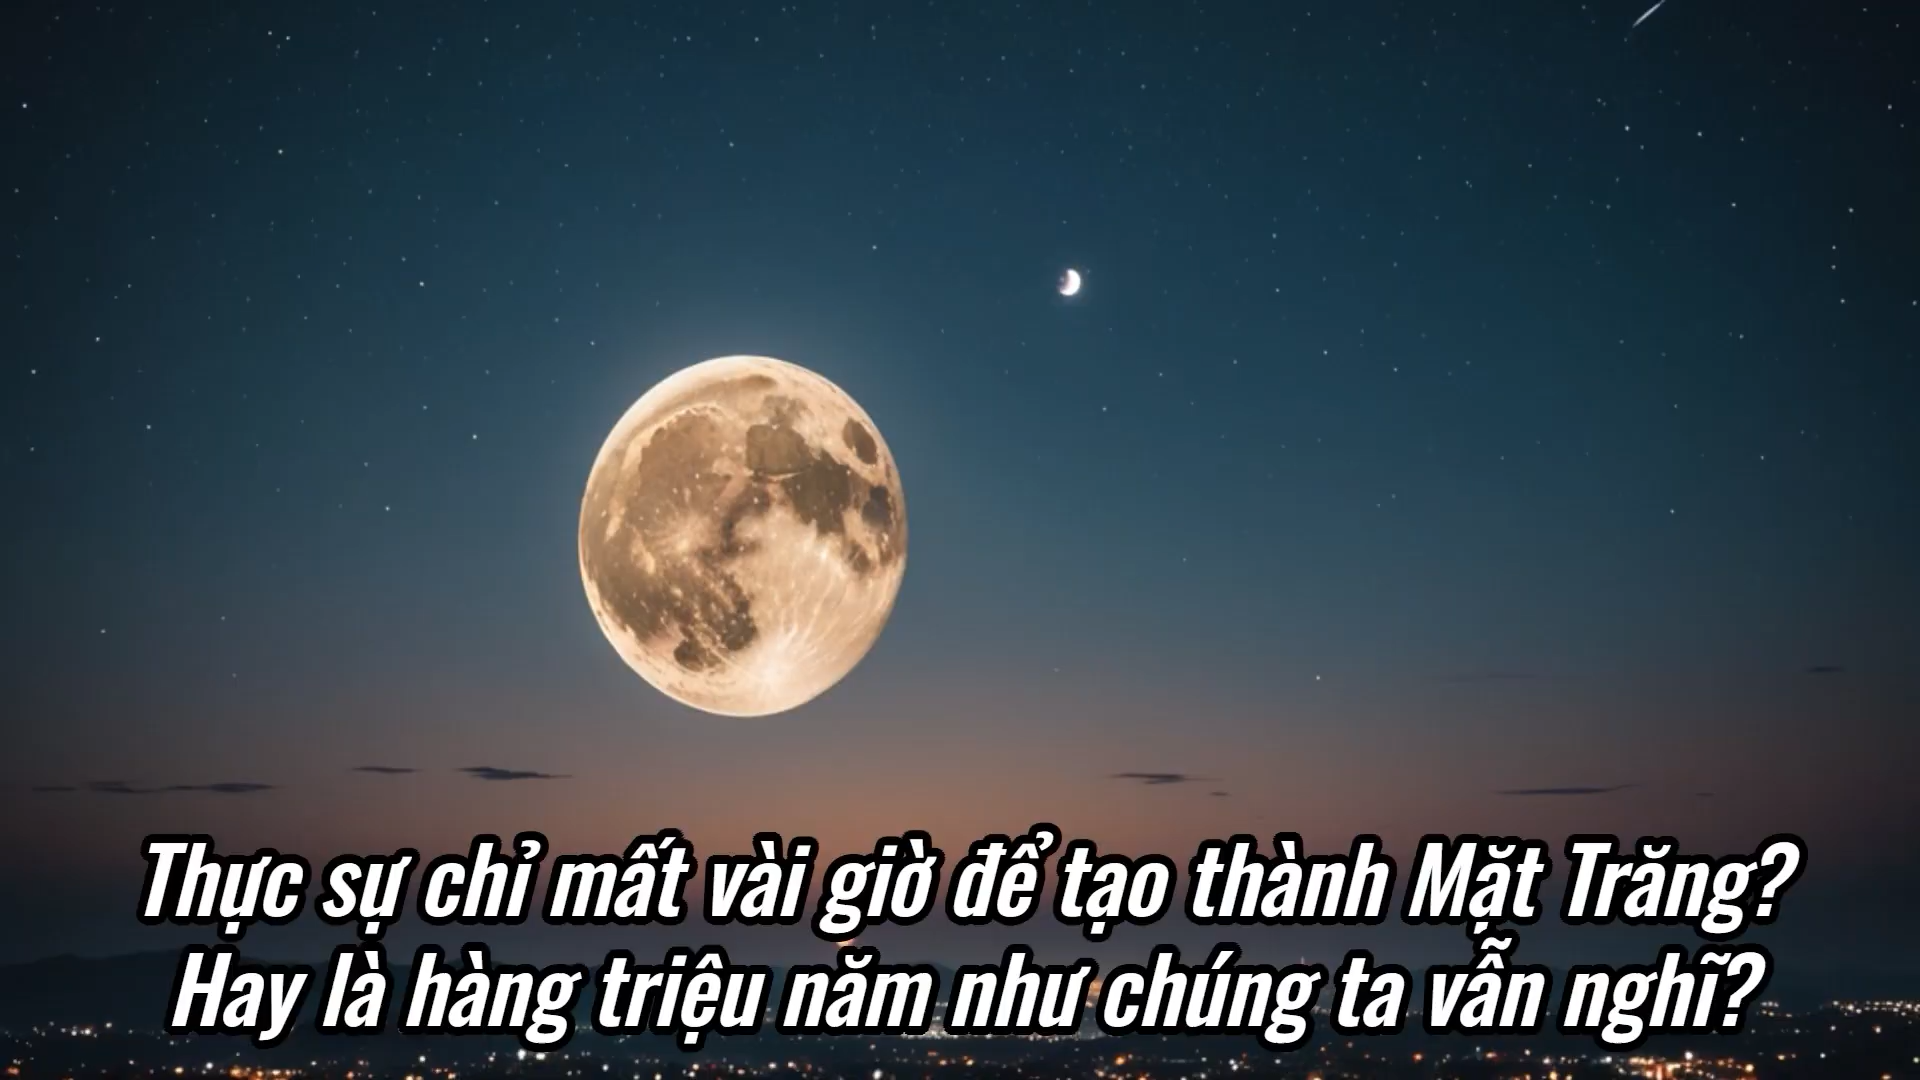 Thực sự chỉ mất vài giờ để tạo thành Mặt Trăng?
Hay là hàng triệu năm như chúng ta vẫn nghĩ?